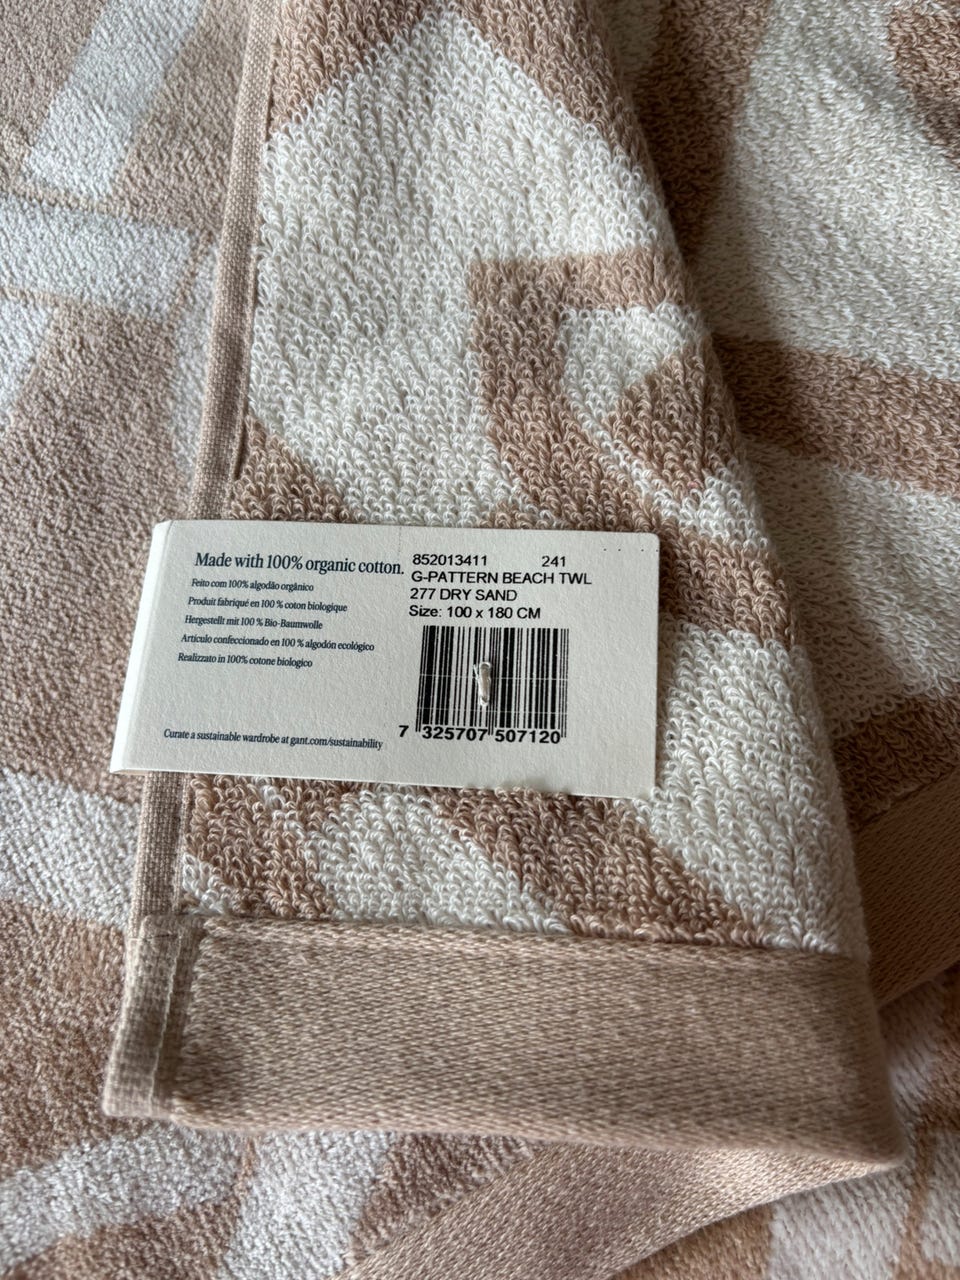 Made with 100% organic cotton.
Feito com 100% algodão orgânico
Produit fabriqué en 100 % coton biologique
Hergestellt mit 100 % Bio-Baumwolle
Artículo confeccionado en 100 % algodón ecológico
Realizzato in 100% cotone biologico
Curate a sustainable wardrobe at gant.com/sustainability
852013411 241
G-PATTERN BEACH TWL
277 DRY SAND
Size: 100 x 180 CM
7 325707 507120